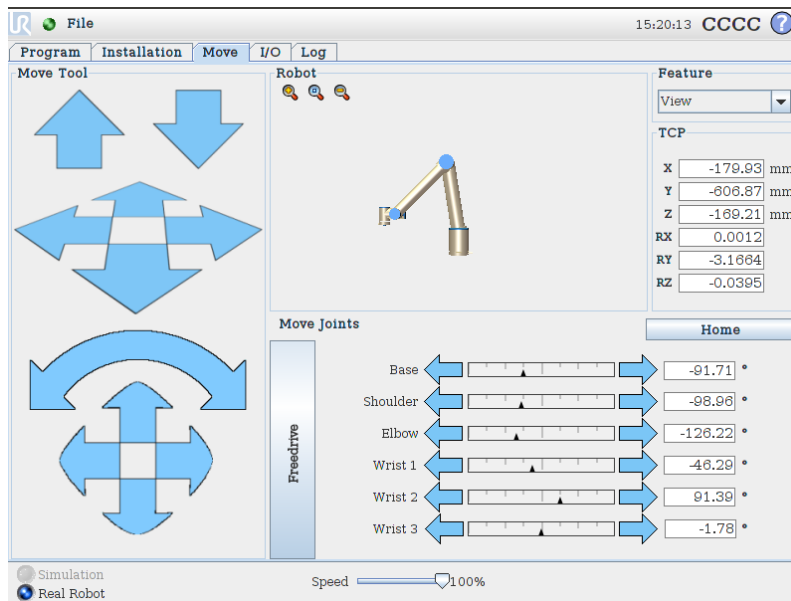 UR File 15:20:13 CCCC ?
Program Installation Move I/O Log
Move Tool
Robot
Feature
View
TCP
X -179.93 mm
Y -606.87 mm
Z -169.21 mm
RX 0.0012
RY -3.1664
RZ -0.0395
Move Joints
Home
Freedrive
Base -91.71 °
Shoulder -98.96 °
Elbow -126.22 °
Wrist 1 -46.29 °
Wrist 2 91.39 °
Wrist 3 -1.78 °
Simulation
Real Robot
Speed 100%